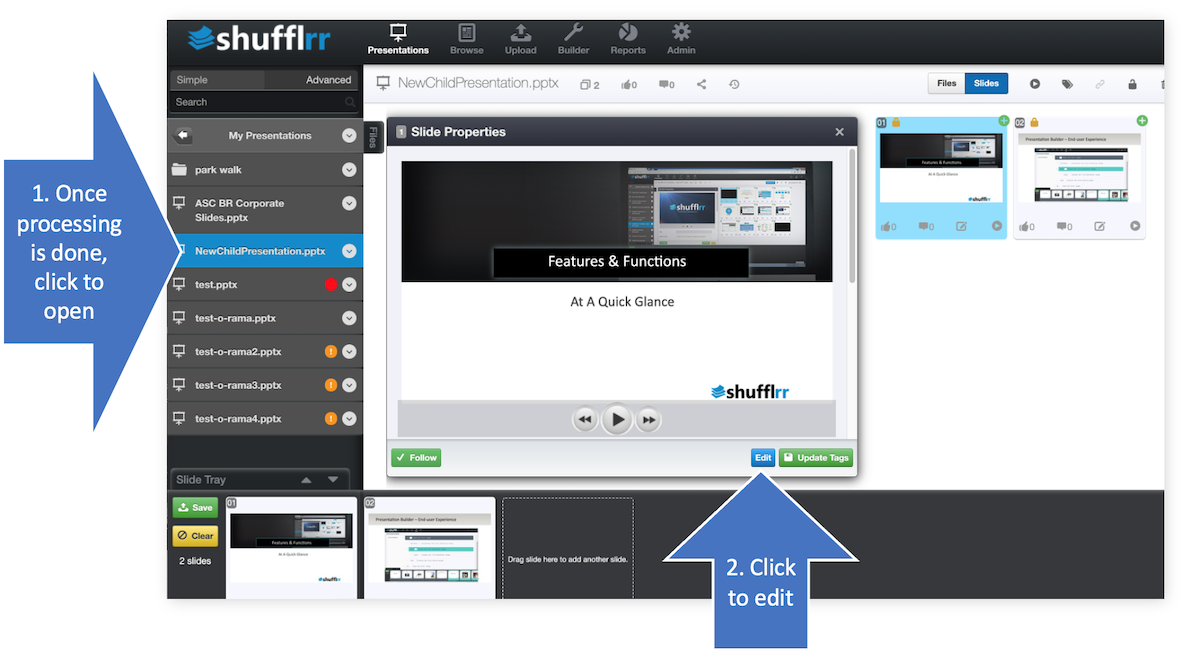 shufflrr
Presentations
Browse
Upload
Builder
Reports
Admin
Simple
Advanced
Search
NewChildPresentation.pptx
2
0
0
Files
Slides
My Presentations
park walk
ASC BR Corporate
Slides.pptx
NewChildPresentation.pptx
test.pptx
test-o-rama.pptx
test-o-rama2.pptx
test-o-rama3.pptx
test-o-rama4.pptx
Files
1 Slide Properties
shufflrr
Features & Functions
At A Quick Glance
shufflrr
Follow
Edit
Update Tags
01
Features & Functions
At A Quick Glance
shufflrr
0
0
02
Presentation Builder – End-user Experience
0
0
1. Once
processing
is done,
click to
open
Slide Tray
Save
Clear
2 slides
01
Features & Functions
At A Quick Glance
shufflrr
02
Presentation Builder – End-user Experience
Drag slide here to add another slide.
2. Click
to edit